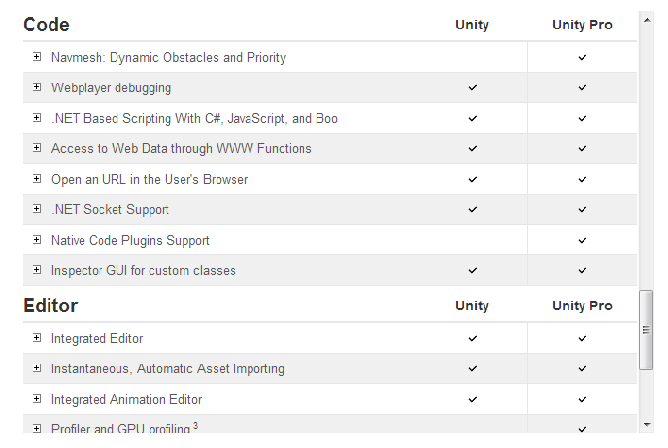 Code Unity Unity Pro
Navmesh: Dynamic Obstacles and Priority
Webplayer debugging
.NET Based Scripting With C#, JavaScript, and Boo
Access to Web Data through WWW Functions
Open an URL in the User's Browser
.NET Socket Support
Native Code Plugins Support
Inspector GUI for custom classes
Editor Unity Unity Pro
Integrated Editor
Instantaneous, Automatic Asset Importing
Integrated Animation Editor
Profiler and GPU profiling 3